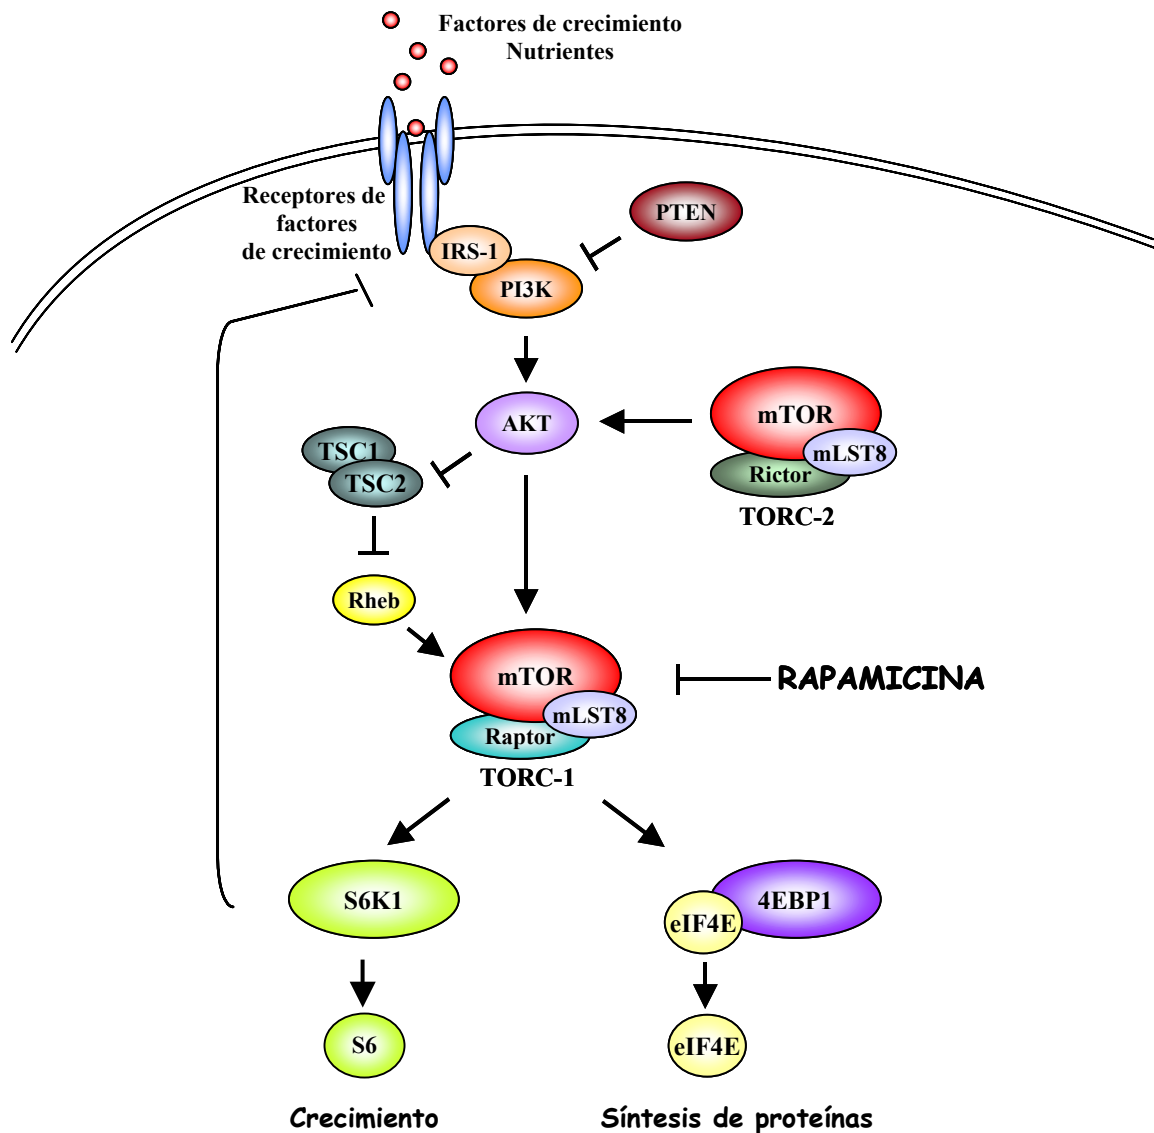 Factores de crecimiento
Nutrientes
Receptores de
factores
de crecimiento
PTEN
IRS-1
PI3K
AKT
mTOR
mLST8
Rictor
TORC-2
TSC1
TSC2
Rheb
mTOR
mLST8
Raptor
TORC-1
RAPAMICINA
S6K1
4EBP1
eIF4E
S6
eIF4E
Crecimiento
Síntesis de proteínas